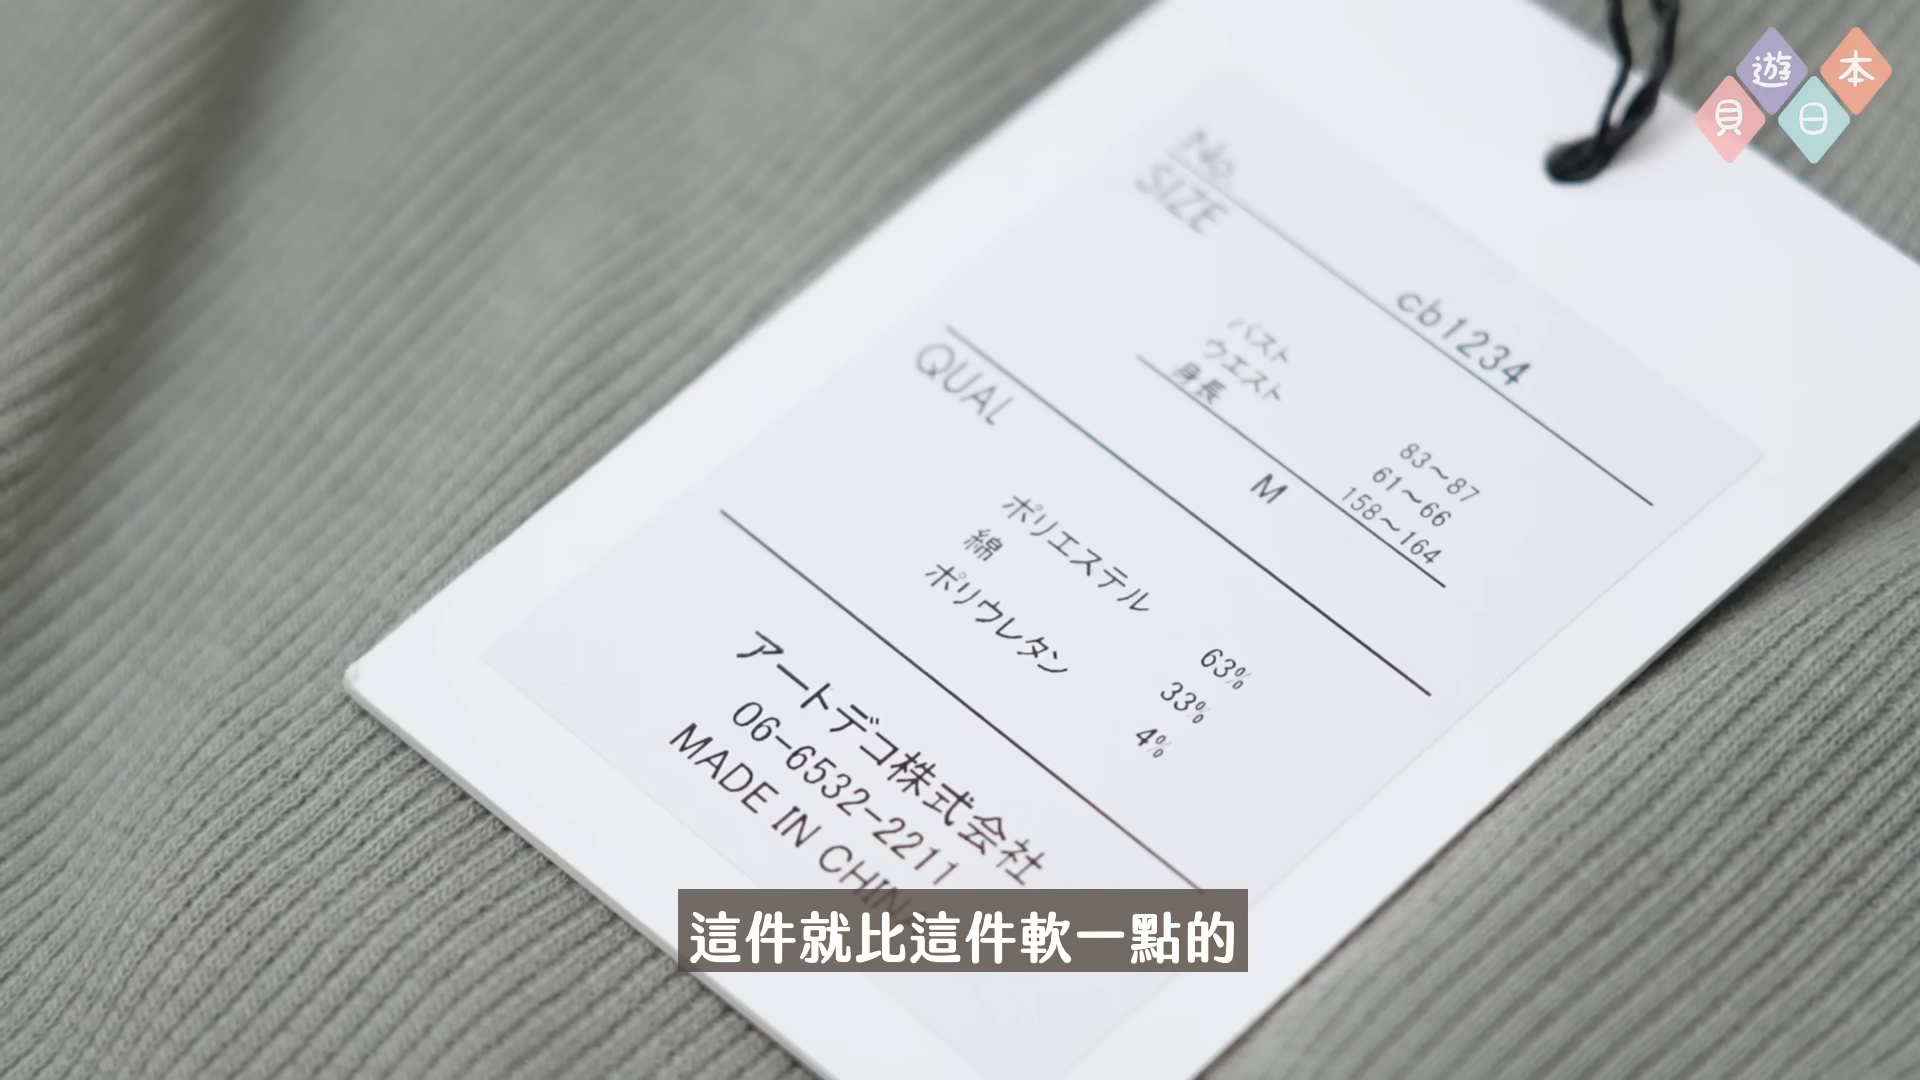 貝遊日本
No.
cb1234
SIZE
バスト 83～87
ウエスト 61～66
身長 158～164
M
QUAL
ポリエステル 63%
綿 33%
ポリウレタン 4%
アートデコ株式会社
06-6532-2211
MADE IN CHINA
這件就比這件軟一點的